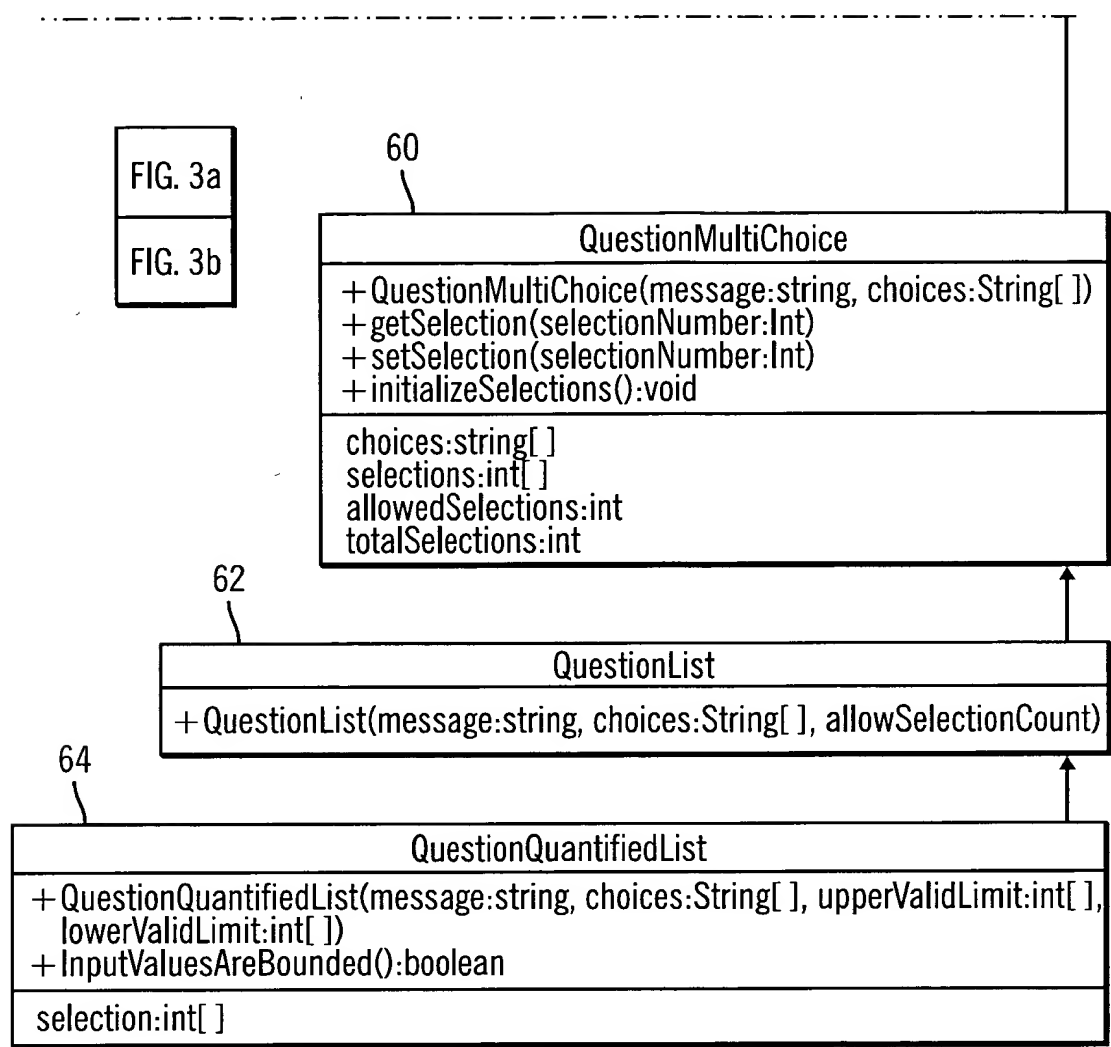 FIG. 3a
FIG. 3b
60
QuestionMultiChoice
+QuestionMultiChoice(message:string, choices:String[ ])
+getSelection(selectionNumber:Int)
+setSelection(selectionNumber:Int)
+initializeSelections():void
choices:string[ ]
selections:int[ ]
allowedSelections:int
totalSelections:int
62
QuestionList
+QuestionList(message:string, choices:String[ ], allowSelectionCount)
64
QuestionQuantifiedList
+QuestionQuantifiedList(message:string, choices:String[ ], upperValidLimit:int[ ],
lowerValidLimit:int[ ])
+InputValuesAreBounded():boolean
selection:int[ ]